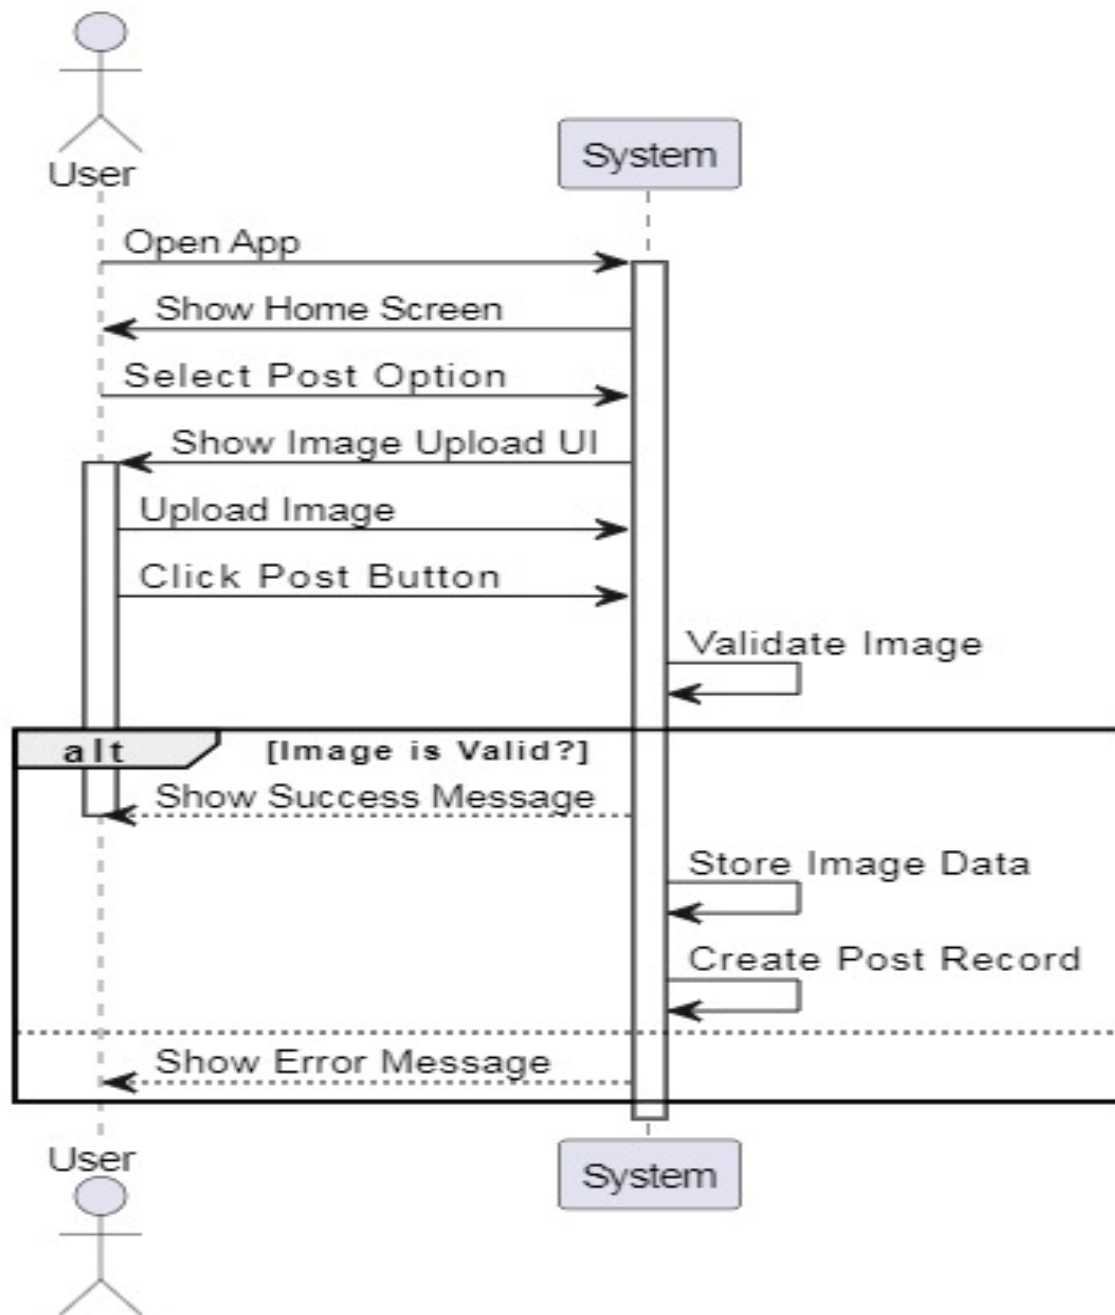 User
System
Open App
Show Home Screen
Select Post Option
Show Image Upload UI
Upload Image
Click Post Button
Validate Image
alt [Image is Valid?]
Show Success Message
Store Image Data
Create Post Record
Show Error Message
User
System